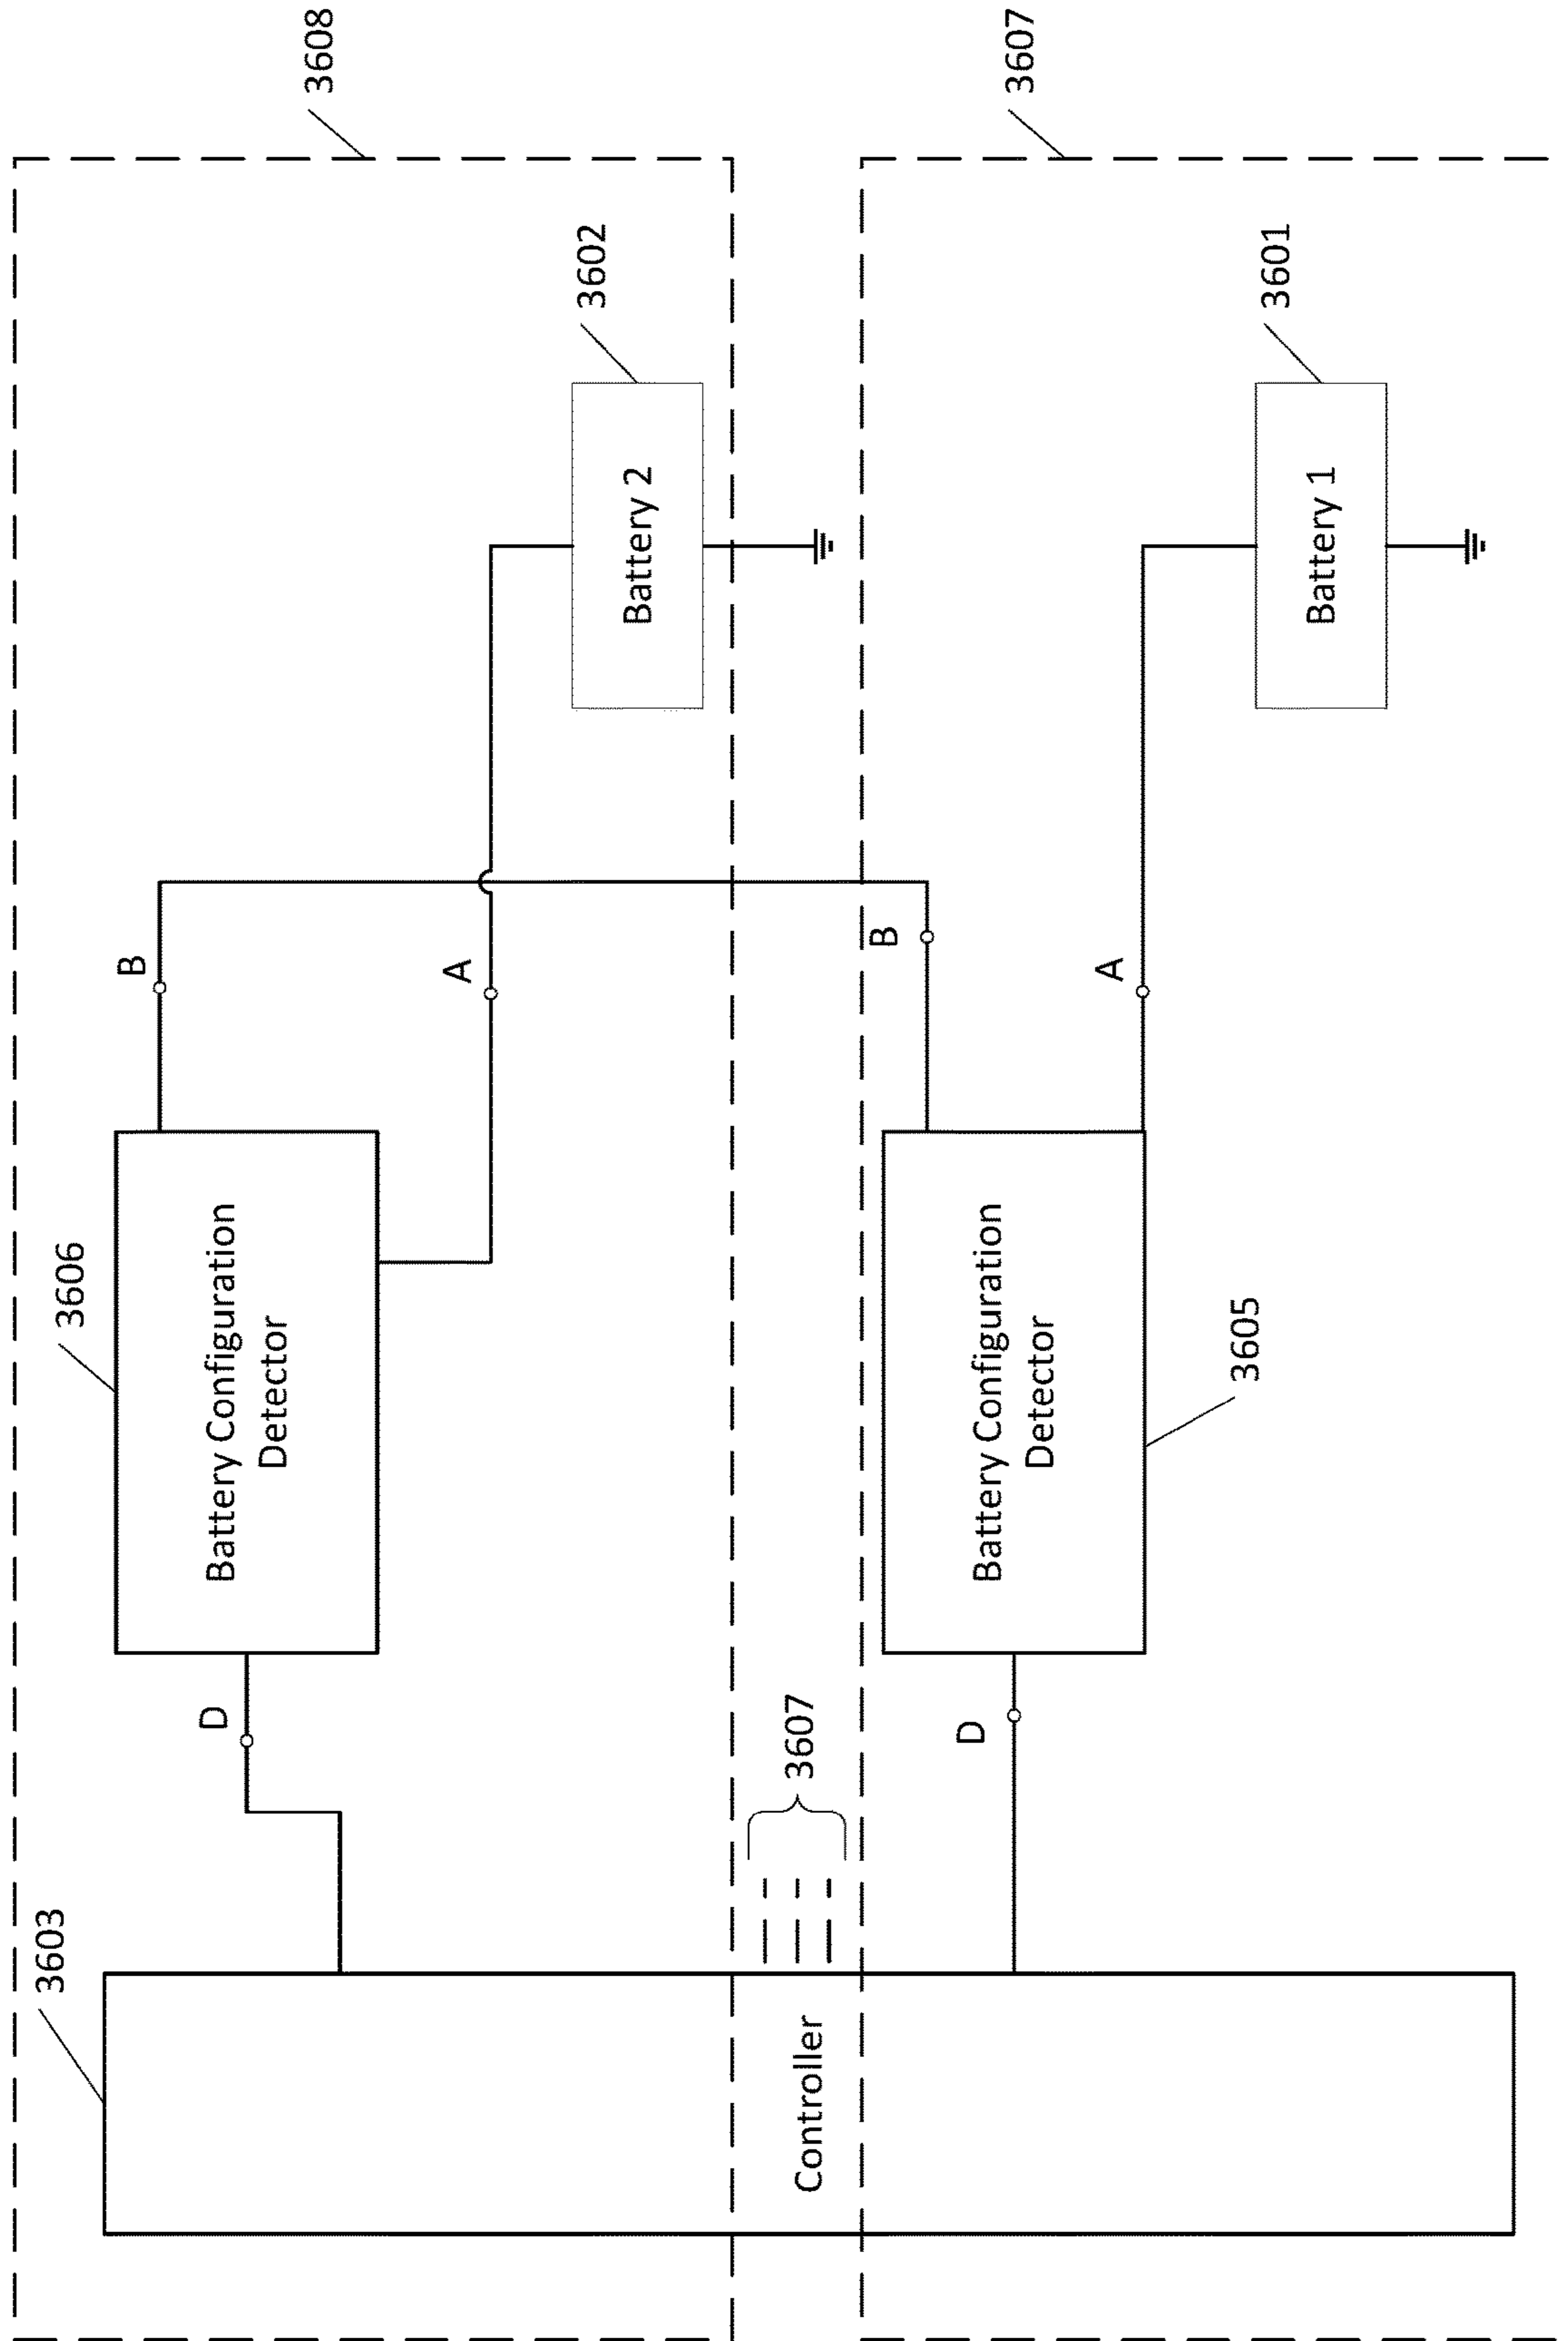 3608
3607
3602
3601
Battery 2
Battery 1
B
A
B
A
3606
Battery Configuration
Detector
Battery Configuration
Detector
3605
D
D
3607
3603
Controller